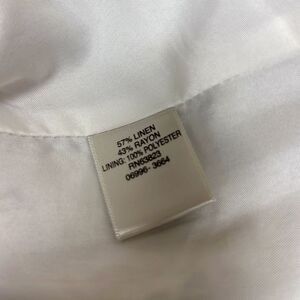 57% LINEN
43% RAYON
LINING: 100% POLYESTER
RN63823
06996- 3664